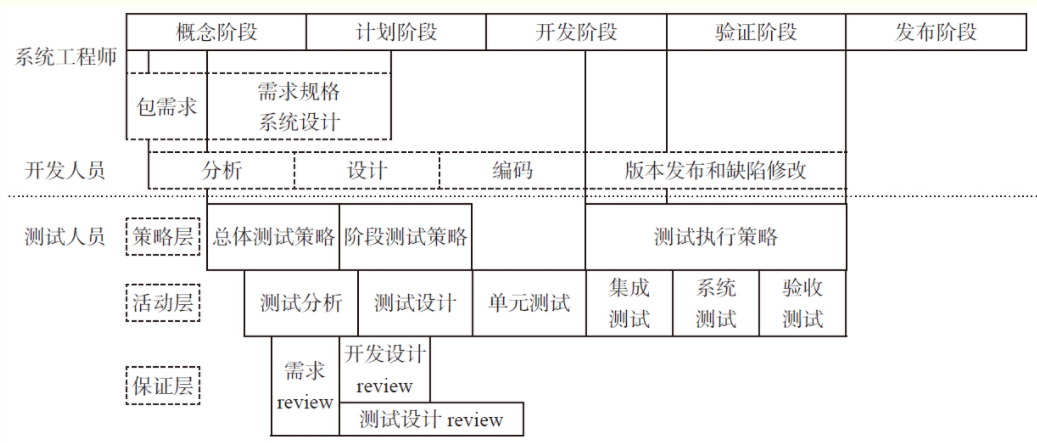 概念阶段
计划阶段
开发阶段
验证阶段
发布阶段
系统工程师
包需求
需求规格
系统设计
开发人员
分析
设计
编码
版本发布和缺陷修改
测试人员
策略层
总体测试策略
阶段测试策略
测试执行策略
活动层
测试分析
测试设计
单元测试
集成
测试
系统
测试
验收
测试
保证层
需求
review
开发设计
review
测试设计 review